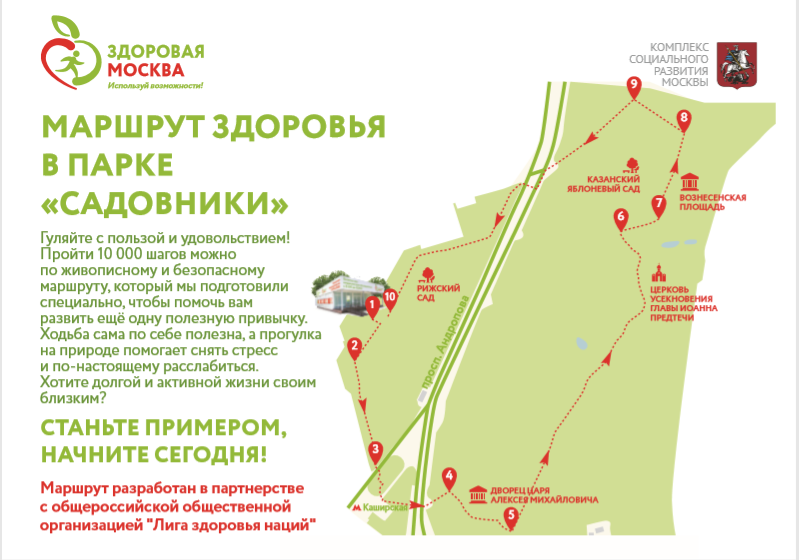 ЗДОРОВАЯ
МОСКВА
Используй возможности!
КОМПЛЕКС
СОЦИАЛЬНОГО
РАЗВИТИЯ
МОСКВЫ
МАРШРУТ ЗДОРОВЬЯ
В ПАРКЕ
«САДОВНИКИ»
Гуляйте с пользой и удовольствием!
Пройти 10 000 шагов можно
по живописному и безопасному
маршруту, который мы подготовили
специально, чтобы помочь вам
развить ещё одну полезную привычку.
Ходьба сама по себе полезна, а прогулка
на природе помогает снять стресс
и по-настоящему расслабиться.
Хотите долгой и активной жизни своим
близким?
СТАНЬТЕ ПРИМЕРОМ,
НАЧНИТЕ СЕГОДНЯ!
Маршрут разработан в партнерстве
с общероссийской общественной
организацией "Лига здоровья наций"
9
8
КАЗАНСКИЙ
ЯБЛОНЕВЫЙ САД
ВОЗНЕСЕНСКАЯ
ПЛОЩАДЬ
7
6
РИЖСКИЙ
САД
ЦЕРКОВЬ
УСЕКНОВЕНИЯ
ГЛАВЫ ИОАННА
ПРЕДТЕЧИ
1
10
просп. Андропова
2
3
4
ДВОРЕЦ ЦАРЯ
АЛЕКСЕЯ МИХАЙЛОВИЧА
Каширская
5